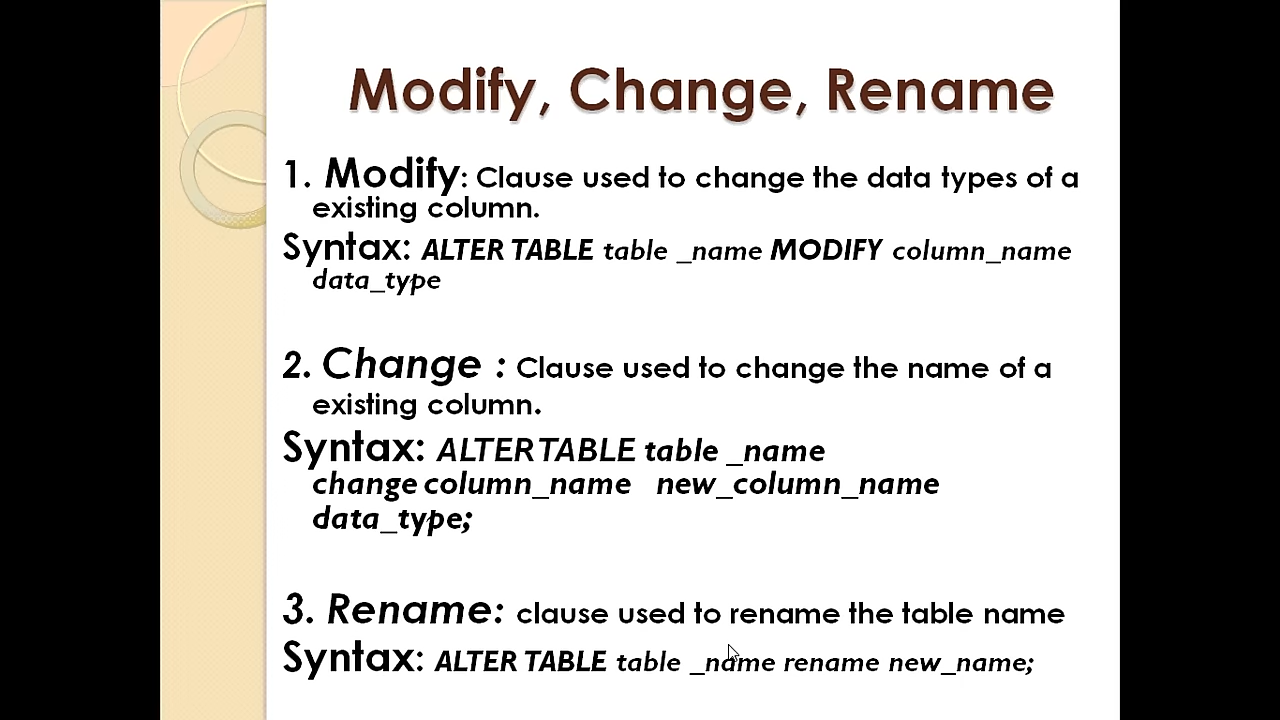 Modify, Change, Rename
1. Modify: Clause used to change the data types of a
existing column.
Syntax: ALTER TABLE table _name MODIFY column_name
data_type
2. Change : Clause used to change the name of a
existing column.
Syntax: ALTER TABLE table _name
change column_name new_column_name
data_type;
3. Rename: clause used to rename the table name
Syntax: ALTER TABLE table _name rename new_name;